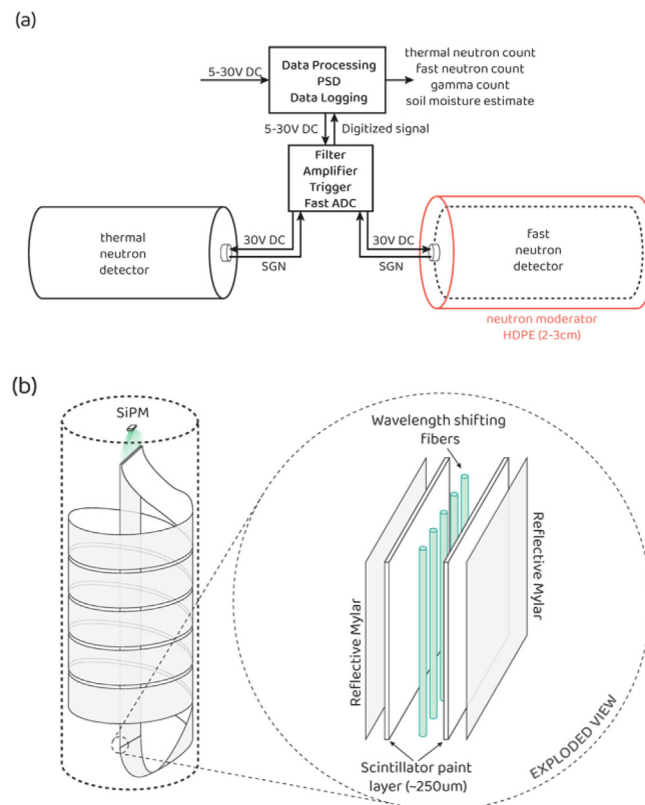 (a)
5-30V DC
Data Processing
PSD
Data Logging
thermal neutron count
fast neutron count
gamma count
soil moisture estimate
5-30V DC
Digitized signal
Filter
Amplifier
Trigger
Fast ADC
thermal
neutron
detector
30V DC
SGN
30V DC
SGN
fast
neutron
detector
neutron moderator
HDPE (2-3cm)
(b)
SiPM
Wavelength shifting
fibers
Reflective Mylar
Reflective Mylar
Scintillator paint
layer (~250um)
EXPLODED VIEW